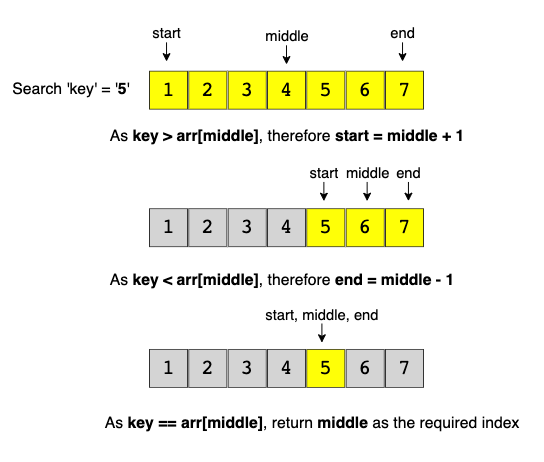 start middle end
Search 'key' = '5' 1 2 3 4 5 6 7
As key > arr[middle], therefore start = middle + 1
start middle end
1 2 3 4 5 6 7
As key < arr[middle], therefore end = middle - 1
start, middle, end
1 2 3 4 5 6 7
As key == arr[middle], return middle as the required index